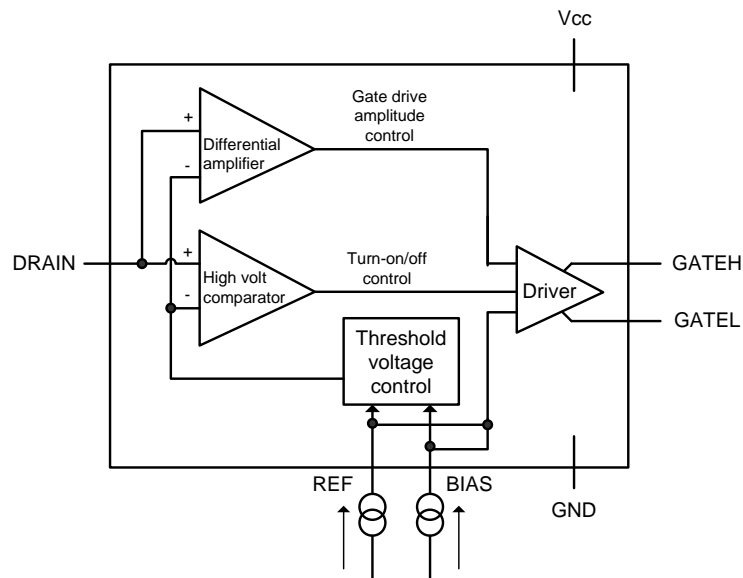 Vcc
Gate drive
amplitude
control
+
Differential
amplifier
-
DRAIN
+
High volt
comparator
-
Turn-on/off
control
Driver
GATEH
GATEL
Threshold
voltage
control
REF
BIAS
GND